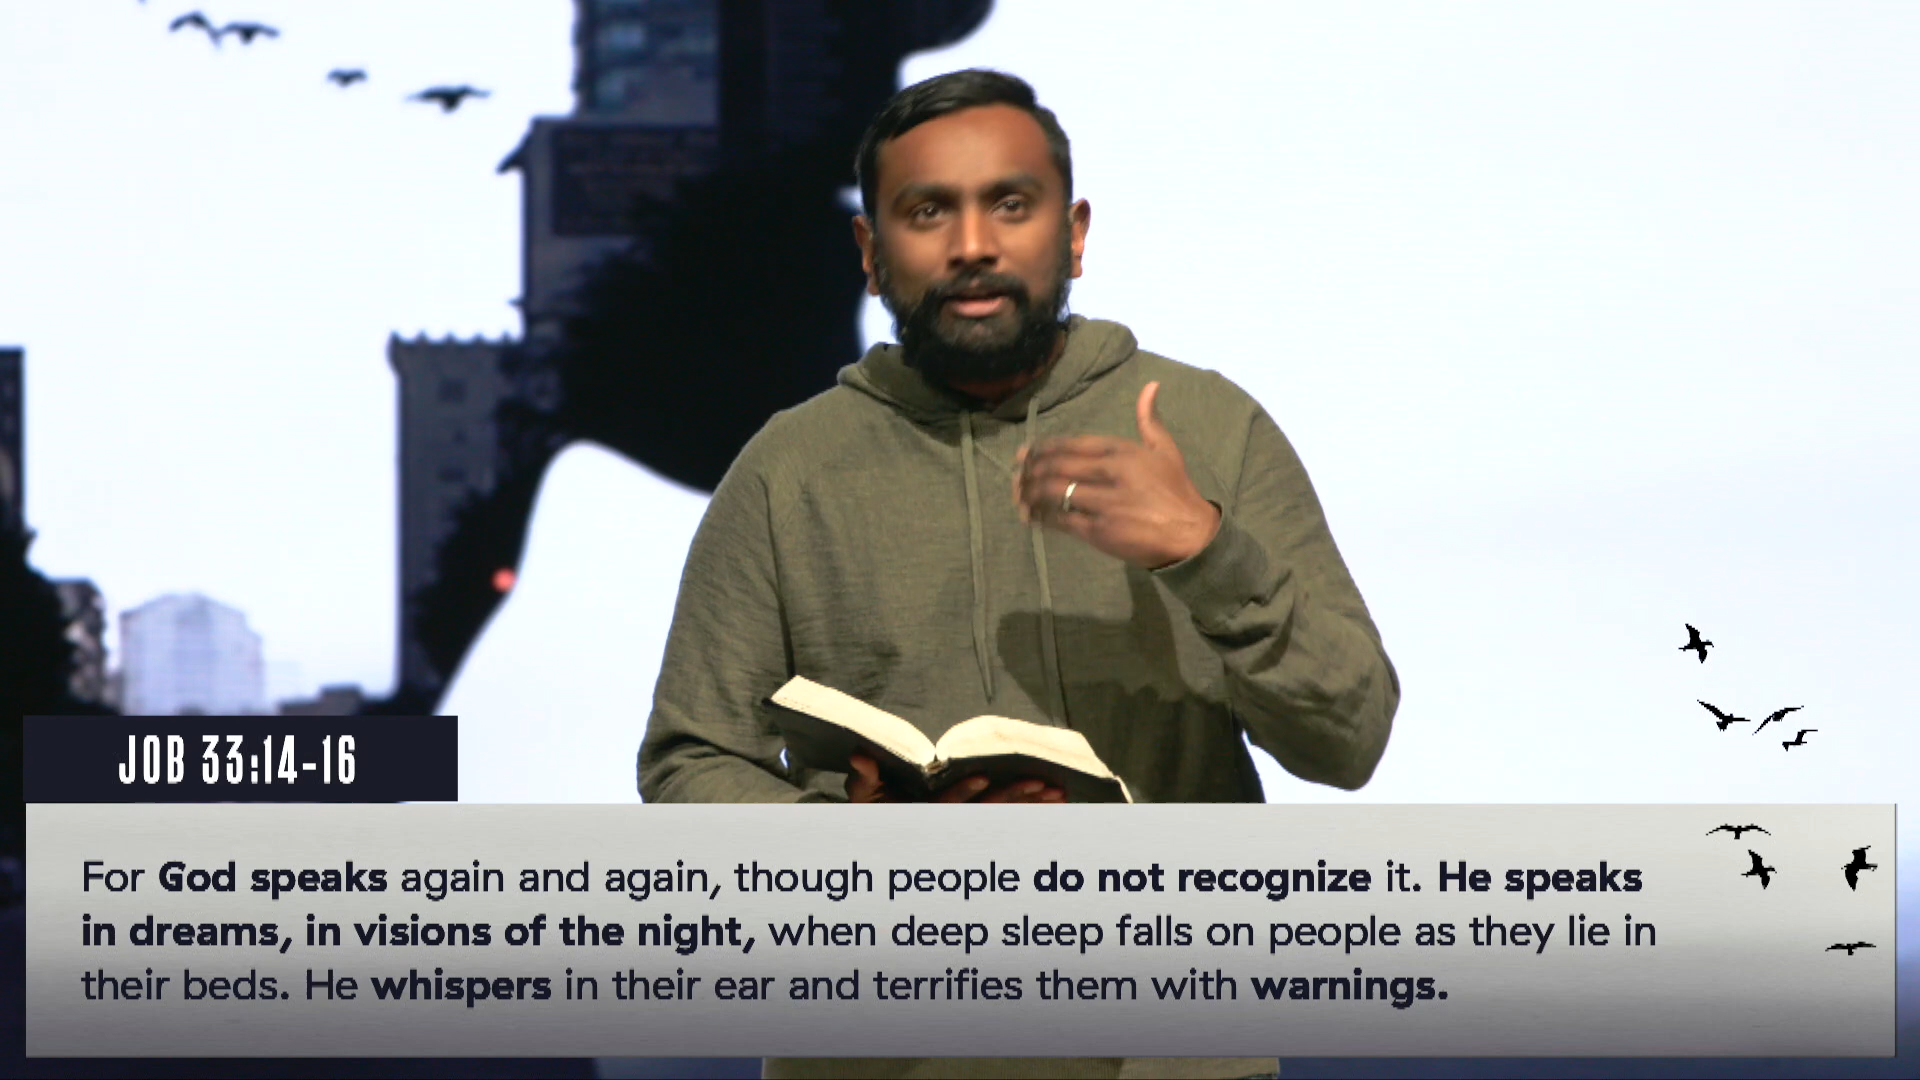 JOB 33:14-16
For God speaks again and again, though people do not recognize it. He speaks
in dreams, in visions of the night, when deep sleep falls on people as they lie in
their beds. He whispers in their ear and terrifies them with warnings.